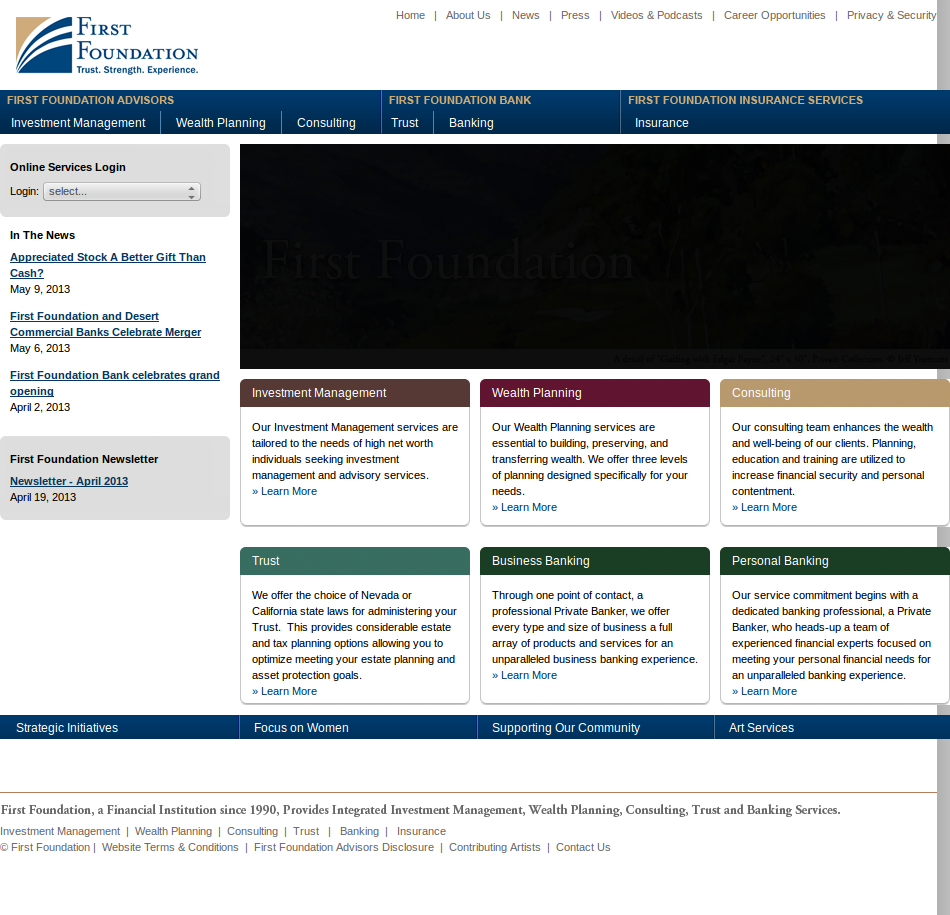 First
Foundation
Trust. Strength. Experience.
Home | About Us | News | Press | Videos & Podcasts | Career Opportunities | Privacy & Security
FIRST FOUNDATION ADVISORS
Investment Management | Wealth Planning | Consulting
FIRST FOUNDATION BANK
Trust | Banking
FIRST FOUNDATION INSURANCE SERVICES
Insurance
Online Services Login
Login: select...
In The News
Appreciated Stock A Better Gift Than
Cash?
May 9, 2013
First Foundation and Desert
Commercial Banks Celebrate Merger
May 6, 2013
First Foundation Bank celebrates grand
opening
April 2, 2013
First Foundation Newsletter
Newsletter - April 2013
April 19, 2013
First Foundation
Investment Management
Our Investment Management services are
tailored to the needs of high net worth
individuals seeking investment
management and advisory services.
» Learn More
Wealth Planning
Our Wealth Planning services are
essential to building, preserving, and
transferring wealth. We offer three levels
of planning designed specifically for your
needs.
» Learn More
Consulting
Our consulting team enhances the wealth
and well-being of our clients. Planning,
education and training are utilized to
increase financial security and personal
contentment.
» Learn More
Trust
We offer the choice of Nevada or
California state laws for administering your
Trust.  This provides considerable estate
and tax planning options allowing you to
optimize meeting your estate planning and
asset protection goals.
» Learn More
Business Banking
Through one point of contact, a
professional Private Banker, we offer
every type and size of business a full
array of products and services for an
unparalleled business banking experience.
» Learn More
Personal Banking
Our service commitment begins with a
dedicated banking professional, a Private
Banker, who heads-up a team of
experienced financial experts focused on
meeting your personal financial needs for
an unparalleled banking experience.
» Learn More
Strategic Initiatives
Focus on Women
Supporting Our Community
Art Services
First Foundation, a Financial Institution since 1990, Provides Integrated Investment Management, Wealth Planning, Consulting, Trust and Banking Services.
Investment Management | Wealth Planning | Consulting | Trust | Banking | Insurance
© First Foundation | Website Terms & Conditions | First Foundation Advisors Disclosure | Contributing Artists | Contact Us